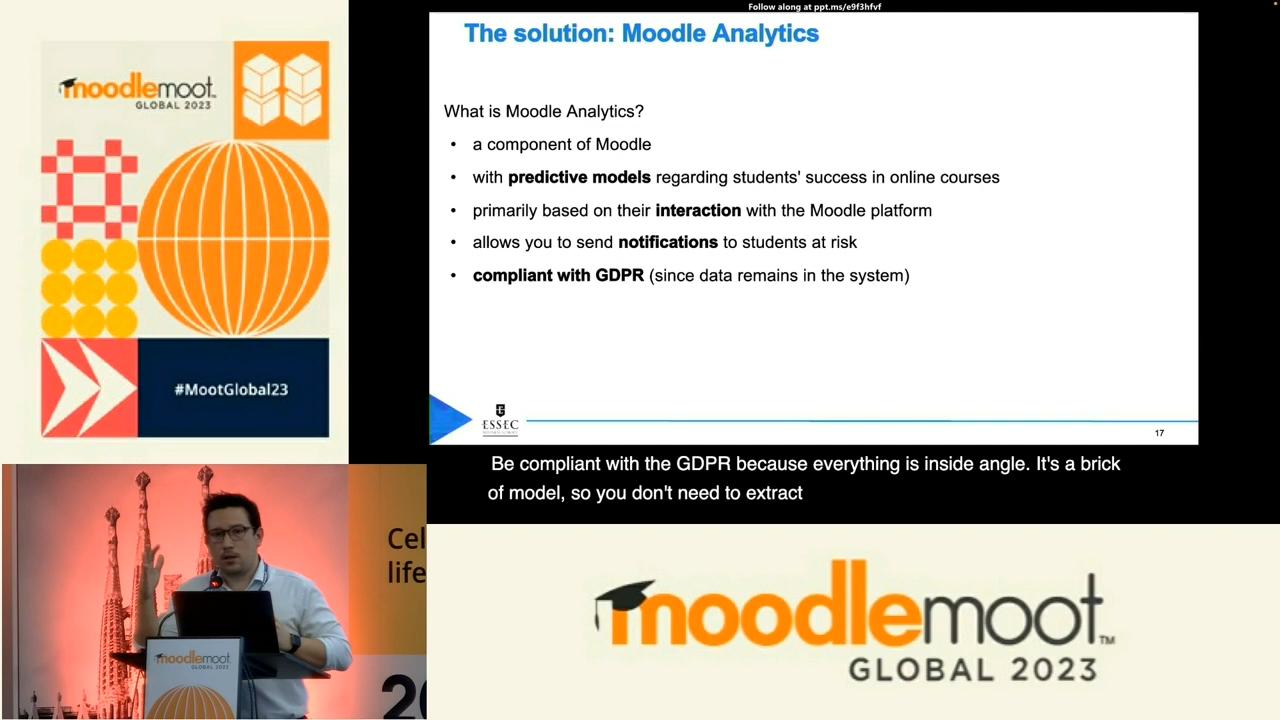 Follow along at ppt.ms/e9f3hfvf
The solution: Moodle Analytics
moodlemoot
GLOBAL 2023
What is Moodle Analytics?
• a component of Moodle
• with predictive models regarding students' success in online courses
• primarily based on their interaction with the Moodle platform
• allows you to send notifications to students at risk
• compliant with GDPR (since data remains in the system)
#MootGlobal23
ESSEC
17
Be compliant with the GDPR because everything is inside angle. It's a brick
of model, so you don't need to extract
Cel
life
moodlemoot
GLOBAL 2023
20
moodlemoot™
GLOBAL 2023